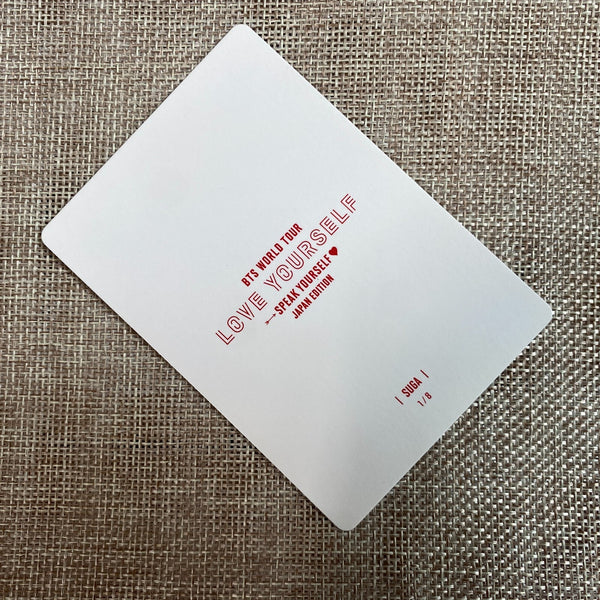 BTS WORLD TOUR
LOVE YOURSELF
SPEAK YOURSELF
JAPAN EDITION
| SUGA |
1/8